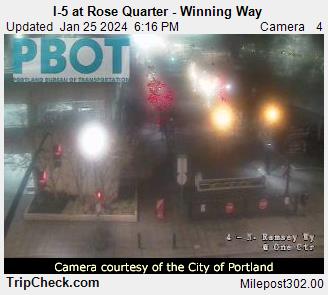 I-5 at Rose Quarter - Winning Way
Updated Jan 25 2024 6:16 PM Camera 4
PBOT
PORTLAND BUREAU OF TRANSPORTATION
4 - N. Ramsey Wy
@ One Ctr
Camera courtesy of the City of Portland
TripCheck.com Milepost302.00